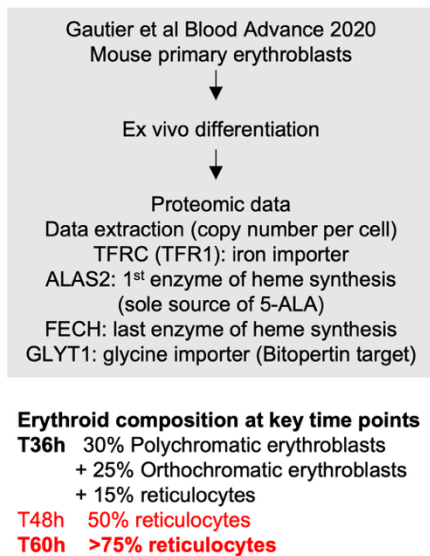 Gautier et al Blood Advance 2020
Mouse primary erythroblasts
Ex vivo differentiation
Proteomic data
Data extraction (copy number per cell)
TFRC (TFR1): iron importer
ALAS2: 1st enzyme of heme synthesis
(sole source of 5-ALA)
FECH: last enzyme of heme synthesis
GLYT1: glycine importer (Bitopertin target)
Erythroid composition at key time points
T36h 30% Polychromatic erythroblasts
+ 25% Orthochromatic erythroblasts
+ 15% reticulocytes
T48h 50% reticulocytes
T60h >75% reticulocytes